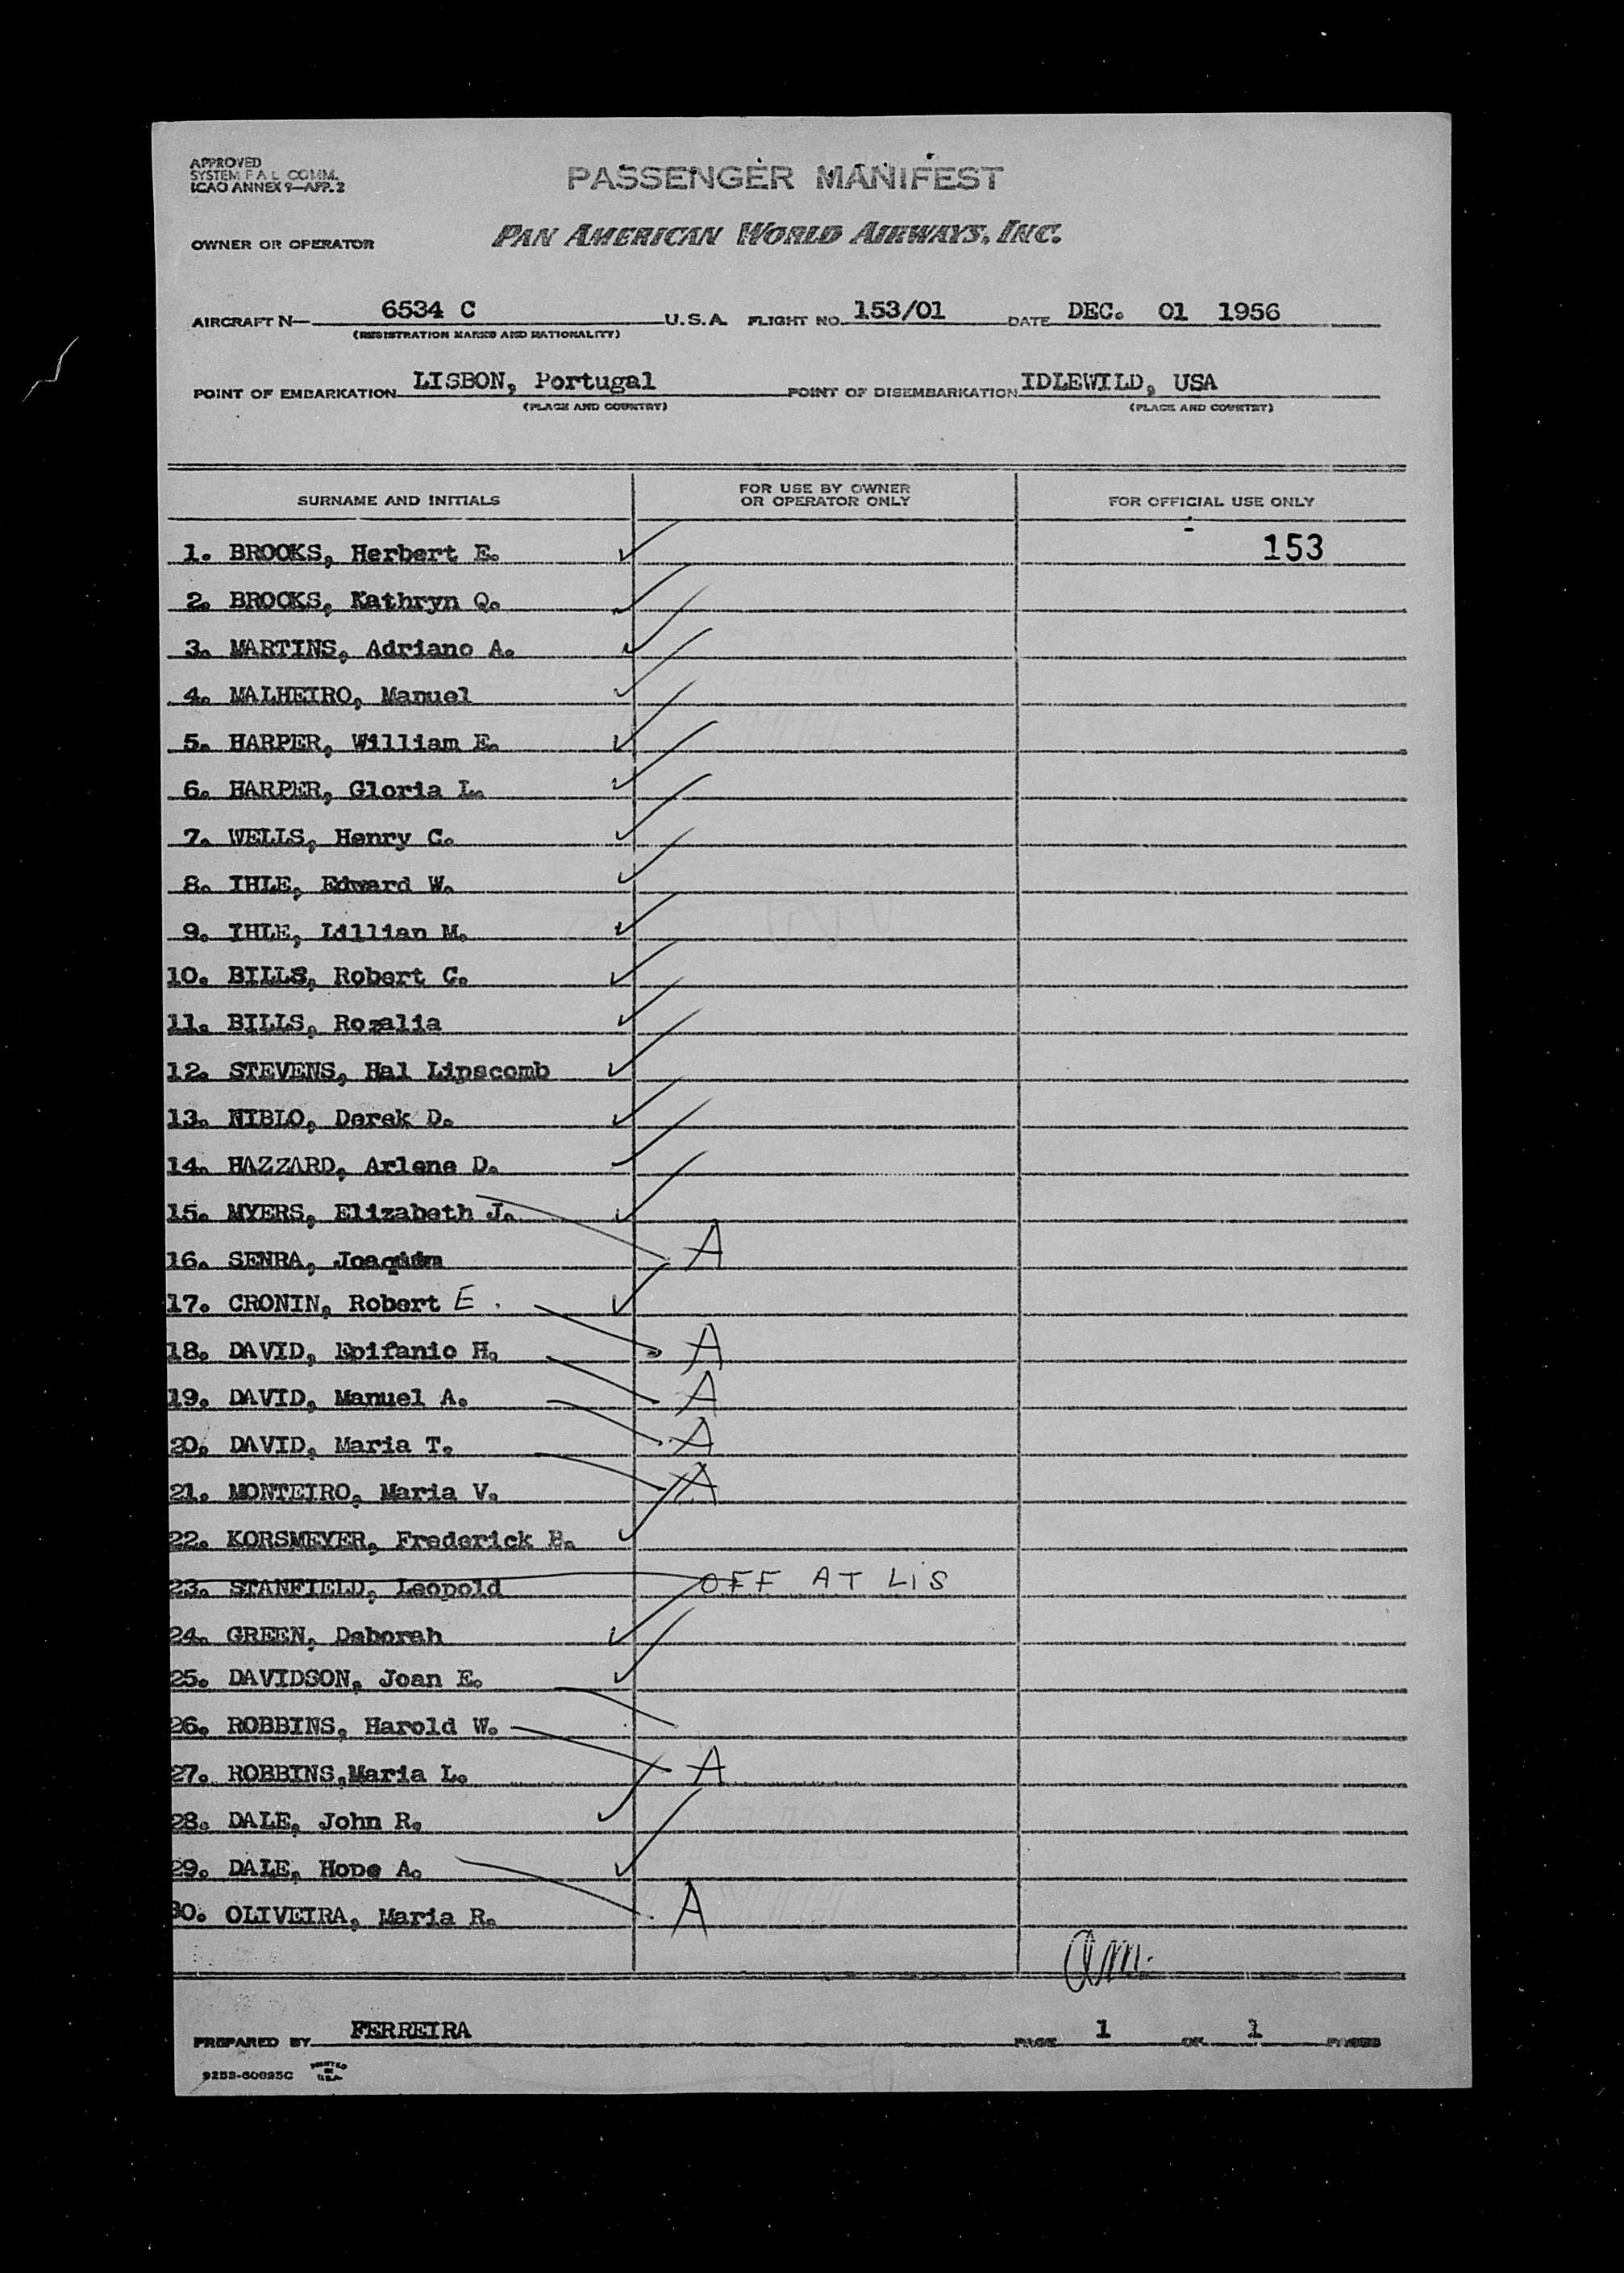 APPROVED
SYSTEM F A L COMM.
ICAO ANNEX 9—APP. 2
PASSENGER MANIFEST
OWNER OR OPERATOR PAN AMERICAN WORLD AIRWAYS, INC.
AIRCRAFT N— 6534 C U.S.A. FLIGHT NO. 153/01 DATE DEC. 01 1956
(REGISTRATION MARKS AND NATIONALITY)
POINT OF EMBARKATION LISBON, Portugal POINT OF DISEMBARKATION IDLEWILD, USA
(PLACE AND COUNTRY) (PLACE AND COUNTRY)
SURNAME AND INITIALS FOR USE BY OWNER OR OPERATOR ONLY FOR OFFICIAL USE ONLY
1. BROOKS, Herbert E. 153
2. BROOKS, Kathryn Q.
3. MARTINS, Adriano A.
4. MALHEIRO, Manuel
5. HARPER, William E.
6. HARPER, Gloria L.
7. WELLS, Henry C.
8. IHLE, Edward W.
9. IHLE, Lillian M.
10. BILLS, Robert C.
11. BILLS, Rozalia
12. STEVENS, Hal Lipscomb
13. NIBLO, Derek D.
14. HAZZARD, Arlene D.
15. MYERS, Elizabeth J.
16. SENRA, Joaquim A
17. CRONIN, Robert E.
18. DAVID, Epifanio H. A
19. DAVID, Manuel A. A
20. DAVID, Maria T. A
21. MONTEIRO, Maria V. A
22. KORSMEYER, Frederick B.
23. STANFIELD, Leopold OFF AT LIS
24. GREEN, Deborah
25. DAVIDSON, Joan E.
26. ROBBINS, Harold W.
27. ROBBINS,Maria L. A
28. DALE, John R.
29. DALE, Hope A.
30. OLIVEIRA, Maria R. A
am.
PREPARED BY FERREIRA PAGE 1 OF 1 PAGES
PRINTED IN U.S.A.